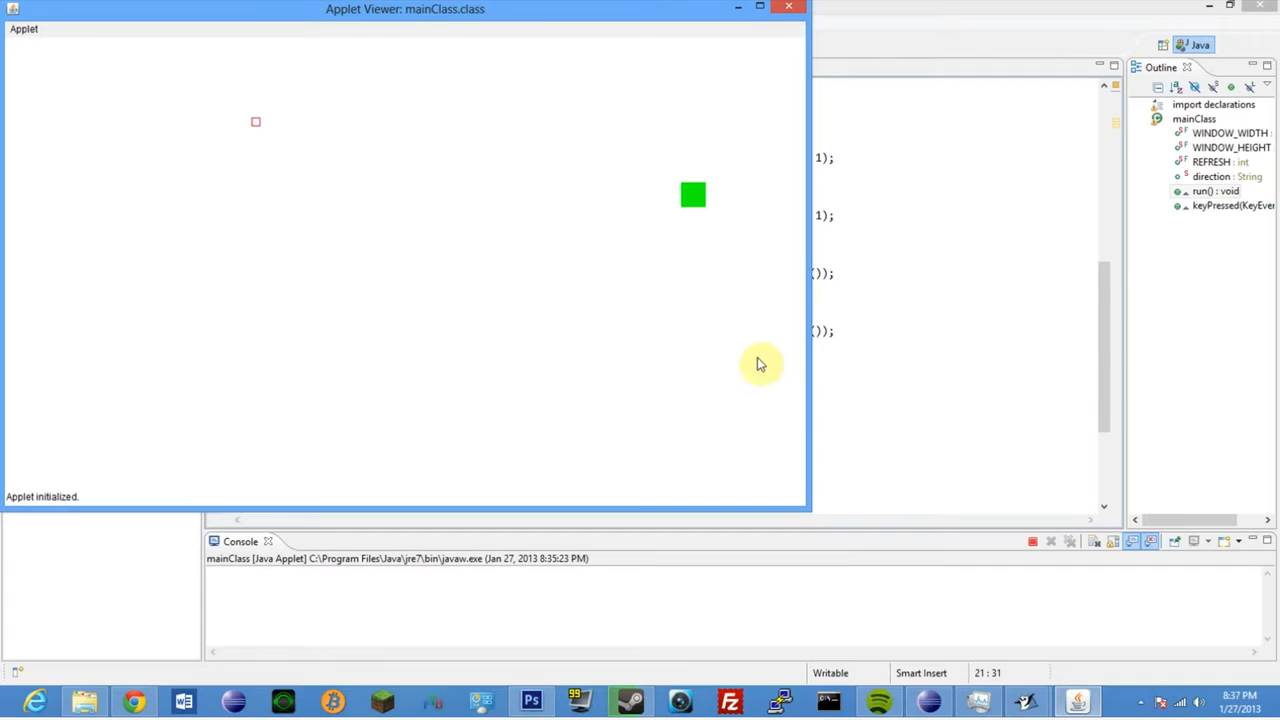 Applet Viewer: mainClass.class
Applet
Java
Outline
import declarations
mainClass
WINDOW_WIDTH :
WINDOW_HEIGHT
REFRESH : int
direction : String
run() : void
keyPressed(KeyEver
1);
1);
());
());
Applet initialized.
Console
mainClass [Java Applet] C:\Program Files\Java\jre7\bin\javaw.exe (Jan 27, 2013 8:35:23 PM)
Writable
Smart Insert
21 : 31
99
8:37 PM
1/27/2013